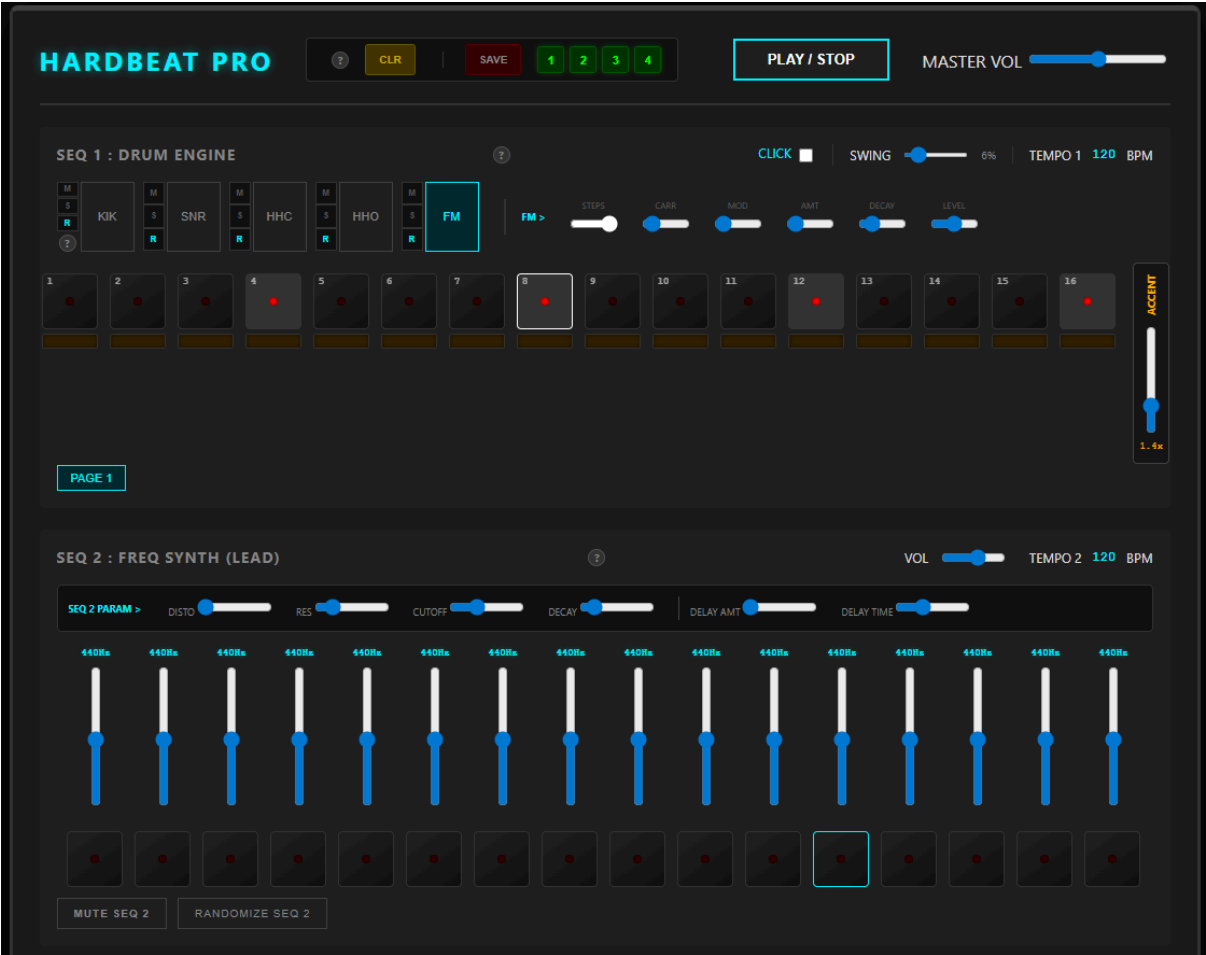 HARDBEAT PRO ? CLR SAVE 1 2 3 4 PLAY / STOP MASTER VOL
SEQ 1 : DRUM ENGINE ? CLICK SWING 6% TEMPO 1 120 BPM
M S R ? KIK M S R SNR M S R HHC M S R HHO M S R FM FM > STEPS CARR MOD AMT DECAY LEVEL
1 2 3 4 5 6 7 8 9 10 11 12 13 14 15 16
ACCENT
1.4x
PAGE 1
SEQ 2 : FREQ SYNTH (LEAD) ? VOL TEMPO 2 120 BPM
SEQ 2 PARAM > DISTO RES CUTOFF DECAY DELAY AMT DELAY TIME
440Hz 440Hz 440Hz 440Hz 440Hz 440Hz 440Hz 440Hz 440Hz 440Hz 440Hz 440Hz 440Hz 440Hz 440Hz 440Hz
MUTE SEQ 2 RANDOMIZE SEQ 2